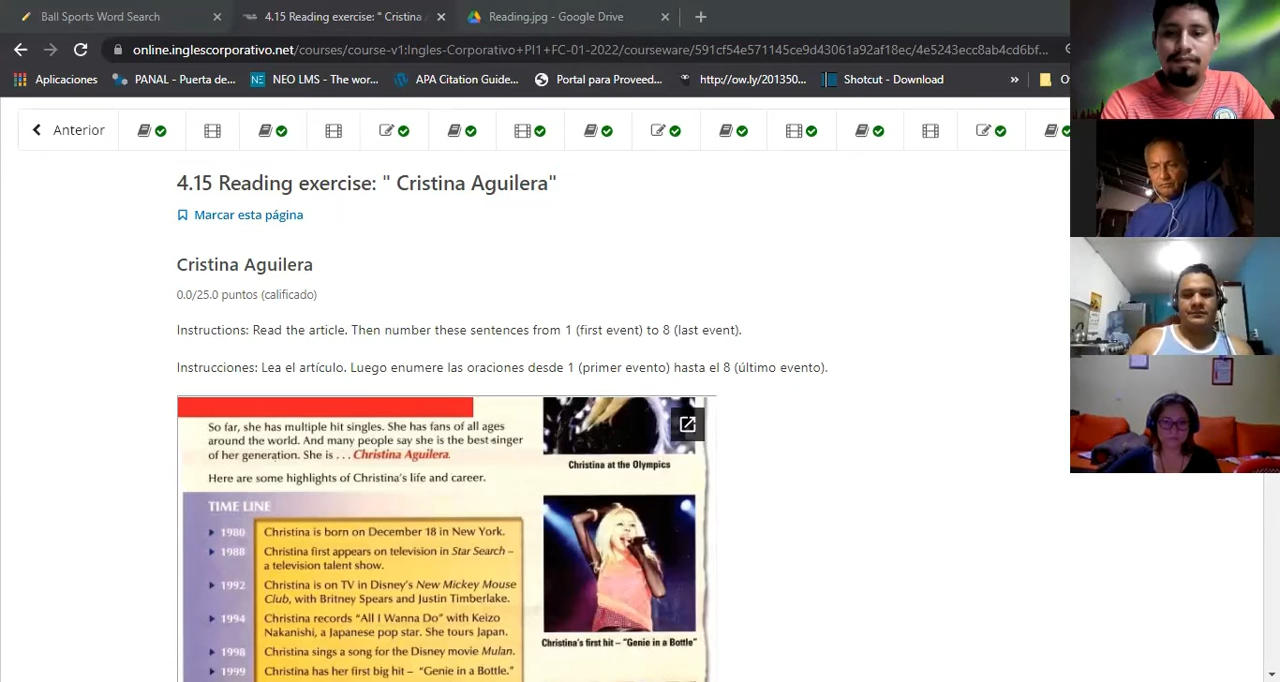 Ball Sports Word Search
4.15 Reading exercise: " Cristina A
Reading.jpg - Google Drive
online.inglescorporativo.net/courses/course-v1:Ingles-Corporativo+PI1+FC-01-2022/courseware/591cf54e571145ce9d43061a92af18ec/4e5243ecc8ab4cd6bf...
Aplicaciones
PANAL - Puerta de...
NEO LMS - The wor...
APA Citation Guide...
Portal para Proveed...
http://ow.ly/201350...
Shotcut - Download
»
Anterior
4.15 Reading exercise: " Cristina Aguilera"
Marcar esta página
Cristina Aguilera
0.0/25.0 puntos (calificado)
Instructions: Read the article. Then number these sentences from 1 (first event) to 8 (last event).
Instrucciones: Lea el artículo. Luego enumere las oraciones desde 1 (primer evento) hasta el 8 (último evento).
So far, she has multiple hit singles. She has fans of all ages
around the world. And many people say she is the best singer
of her generation. She is . . . Christina Aguilera.
Here are some highlights of Christina's life and career.
Christina at the Olympics
TIME LINE
1980 Christina is born on December 18 in New York.
1988 Christina first appears on television in Star Search –
a television talent show.
1992 Christina is on TV in Disney's New Mickey Mouse
Club, with Britney Spears and Justin Timberlake.
1994 Christina records "All I Wanna Do" with Keizo
Nakanishi, a Japanese pop star. She tours Japan.
1998 Christina sings a song for the Disney movie Mulan.
1999 Christina has her first big hit – "Genie in a Bottle."
Christina's first hit – "Genie in a Bottle"